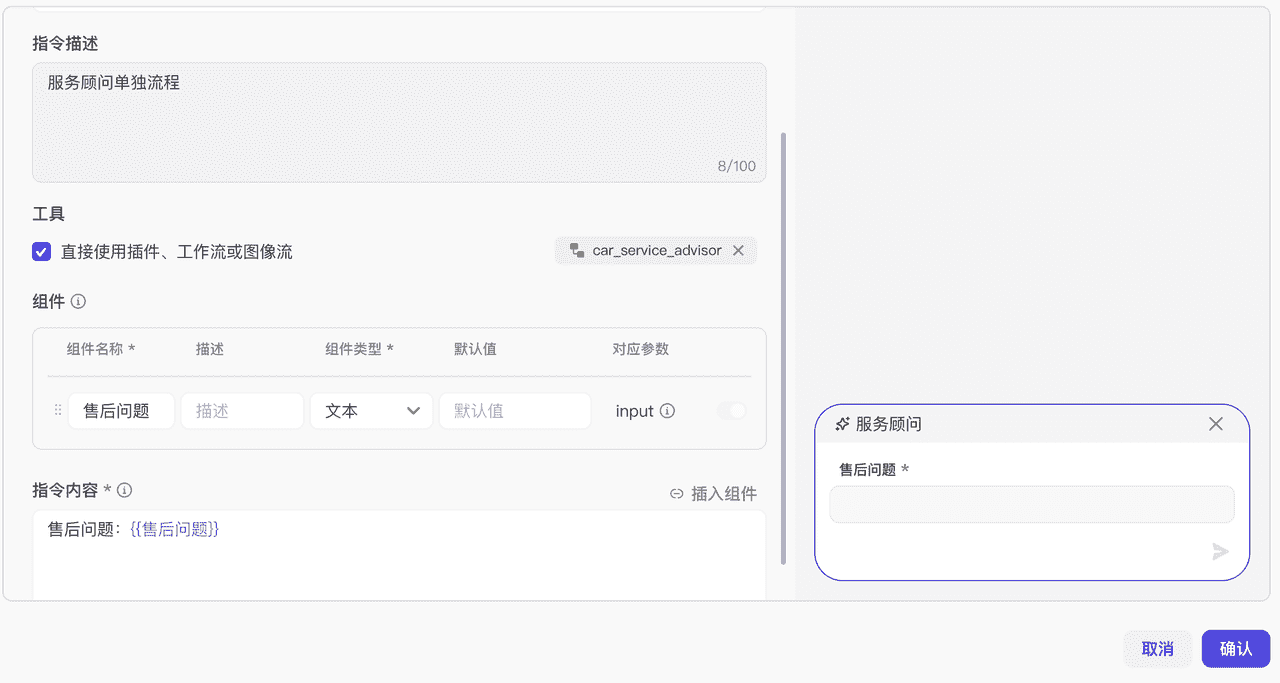 指令描述
服务顾问单独流程
8/100
工具
直接使用插件、工作流或图像流
car_service_advisor
组件
组件名称 * 描述 组件类型 * 默认值 对应参数
售后问题 描述 文本 默认值 input
指令内容 *
插入组件
售后问题：{{售后问题}}
服务顾问
售后问题 *
取消
确认